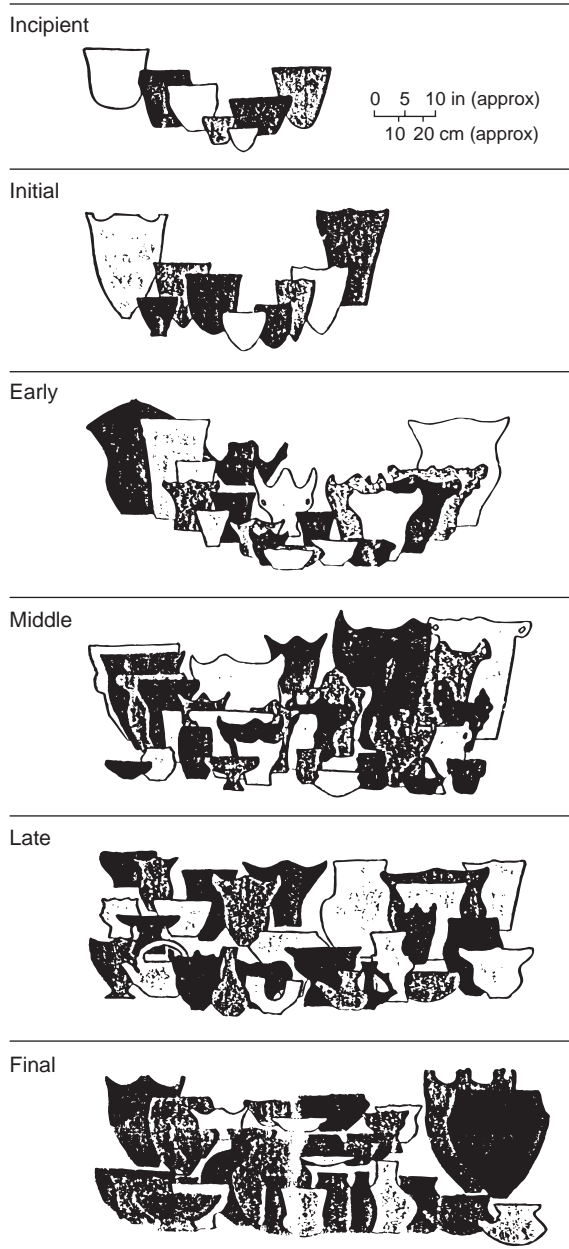 Incipient
0 5 10 in (approx)
10 20 cm (approx)
Initial
Early
Middle
Late
Final